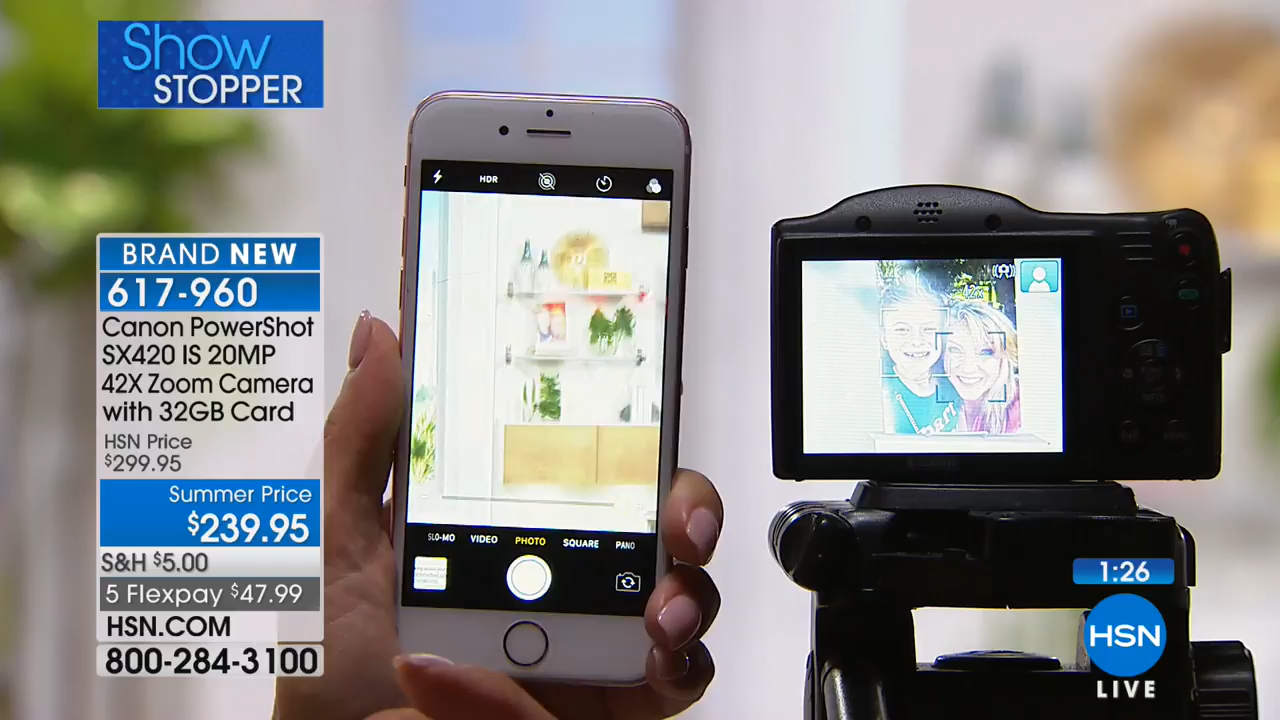 Show
STOPPER
BRAND NEW
617-960
Canon PowerShot
SX420 IS 20MP
42X Zoom Camera
with 32GB Card
HSN Price
$299.95
Summer Price
$239.95
S&H $5.00
5 Flexpay $47.99
HSN.COM
800-284-3100
HDR
SLO-MO VIDEO PHOTO SQUARE PANO
42x
1:26
HSN
LIVE